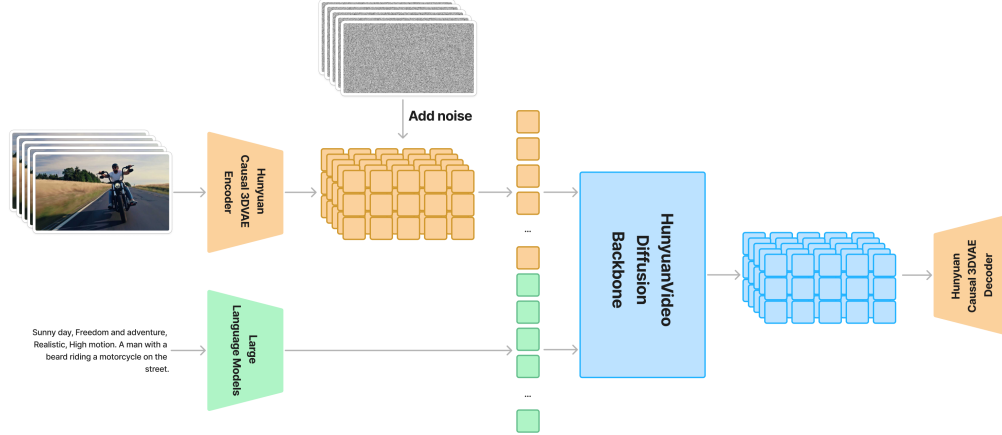 Add noise
Hunyuan
Causal 3DVAE
Encoder
...
HunyuanVideo
Diffusion
Backbone
Hunyuan
Causal 3DVAE
Decoder
Sunny day, Freedom and adventure,
Realistic, High motion. A man with a
beard riding a motorcycle on the
street.
Large
Language Models
...